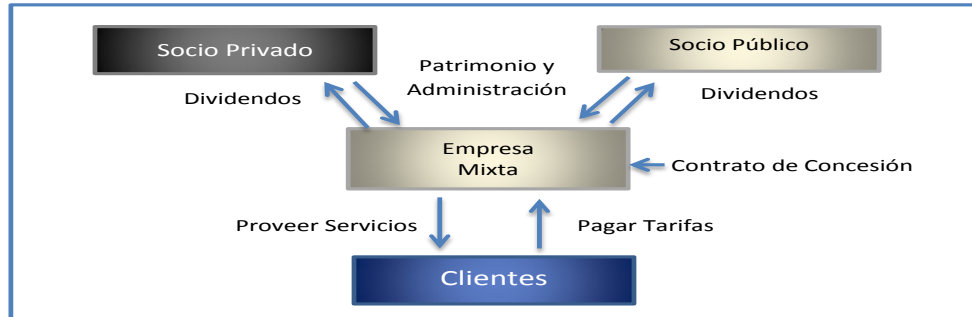 Socio Privado
Socio Público
Patrimonio y
Administración
Dividendos
Dividendos
Empresa
Mixta
Contrato de Concesión
Proveer Servicios
Pagar Tarifas
Clientes